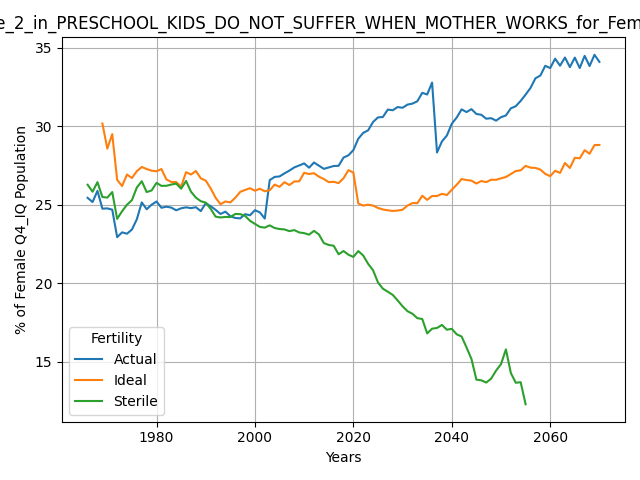 e_2_in_PRESCHOOL_KIDS_DO_NOT_SUFFER_WHEN_MOTHER_WORKS_for_Fem
35
30
25
20
15
% of Female Q4_IQ Population
Fertility
Actual
Ideal
Sterile
1980 2000 2020 2040 2060
Years